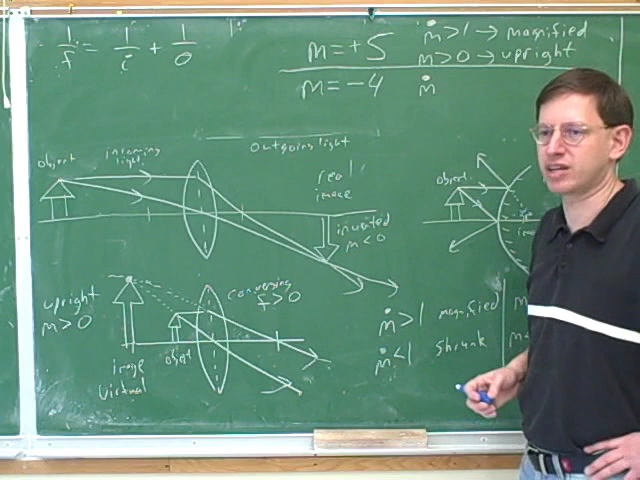 1/f = 1/i + 1/o
m = +5
ṁ > 1 → magnified
m > 0 → upright
m = -4
ṁ
outgoing light
object
incoming light
real image
inverted
m < 0
object
upright
m > 0
converging
f > 0
image
virtual
object
ṁ > 1 magnified
ṁ < 1 shrunk